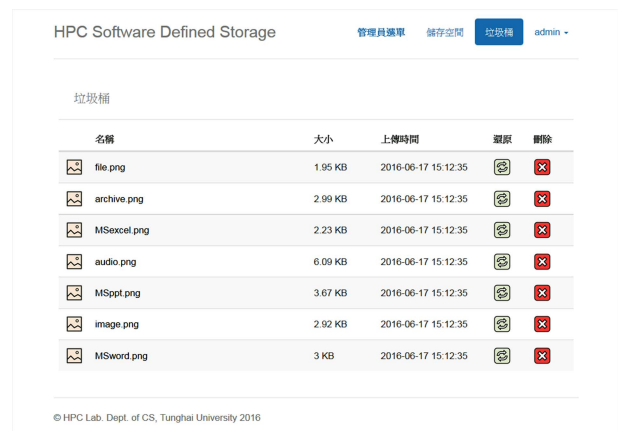 HPC Software Defined Storage 管理員選單 儲存空間 垃圾桶 admin
垃圾桶
名稱 大小 上傳時間 還原 刪除
file.png 1.95 KB 2016-06-17 15:12:35
archive.png 2.99 KB 2016-06-17 15:12:35
MSexcel.png 2.23 KB 2016-06-17 15:12:35
audio.png 6.09 KB 2016-06-17 15:12:35
MSppt.png 3.67 KB 2016-06-17 15:12:35
image.png 2.92 KB 2016-06-17 15:12:35
MSword.png 3 KB 2016-06-17 15:12:35
© HPC Lab. Dept. of CS, Tunghai University 2016